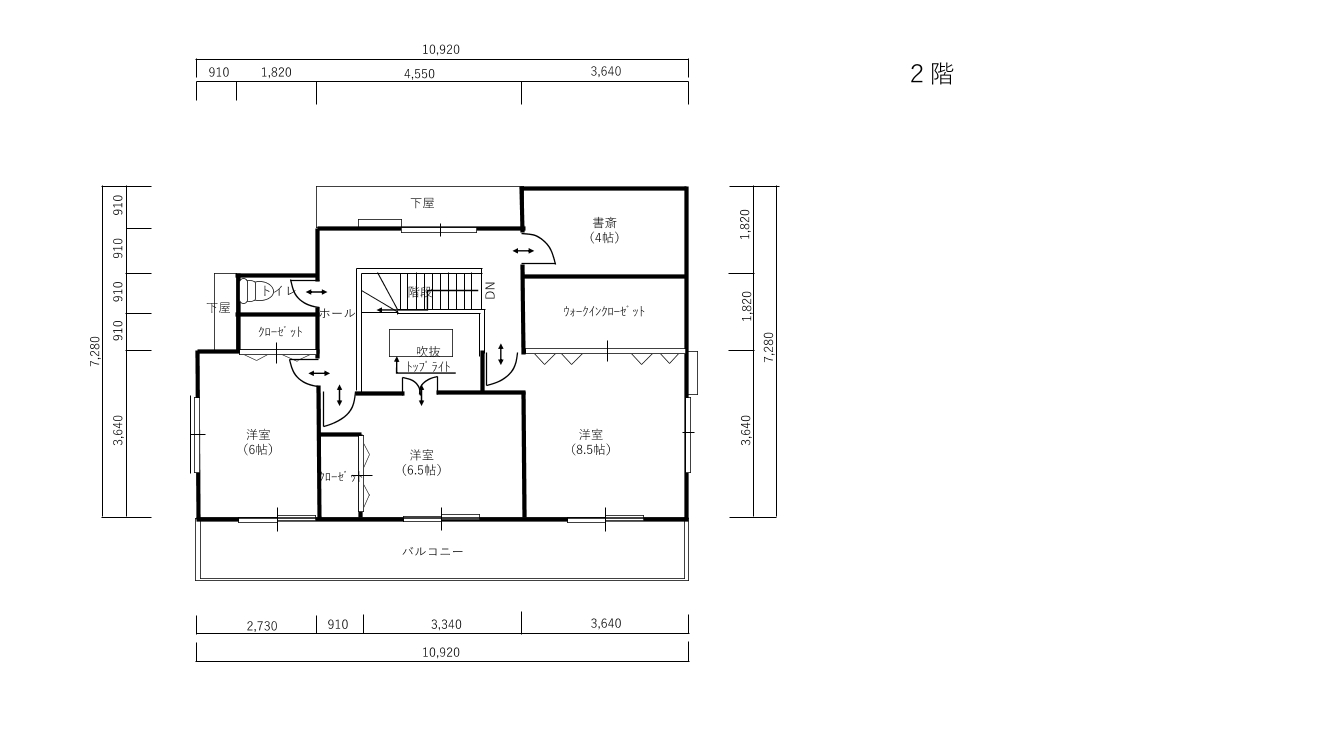 10,920
910
1,820
4,550
3,640
2階
910
910
910
910
7,280
3,640
1,820
1,820
7,280
3,640
下屋
書斎
(4帖)
トイレ
階段
DN
下屋
ホール
ウォークインクローゼット
クローゼット
吹抜
トップライト
洋室
(6帖)
洋室
(6.5帖)
洋室
(8.5帖)
クローゼット
バルコニー
2,730
910
3,340
3,640
10,920